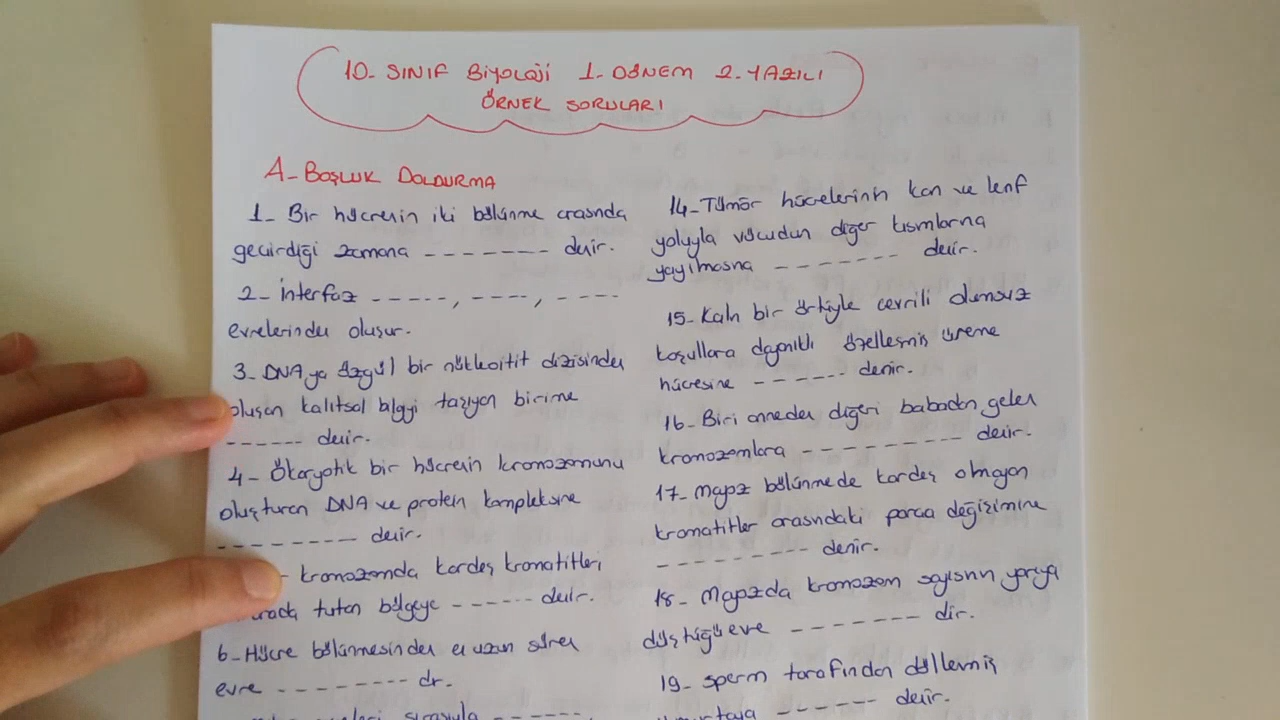 10- SINIF BİYOLOJİ 1- DÖNEM 2- YAZILI
ÖRNEK SORULARI
A- BOŞLUK DOLDURMA
1- Bir hücrenin iki bölünme arasında
geçirdiği zamana ------- denir.
2- İnterfaz -----, ----, ----
evrelerinden oluşur.
3- DNA ya özgül bir nükleotit dizisinden
oluşan kalıtsal bilgiyi taşıyan birime
------ denir.
4- Ökaryotik bir hücrenin kromozomunu
oluşturan DNA ve protein kompleksine
--------- denir.
- kromozomda kardeş kromatitleri
arada tutan bölgeye ------ denir.
6- Hücre bölünmesinden en uzun süren
evre --------- dır.
sırasıyla ------,
14- Tümör hücrelerinin kan ve lenf
yoluyla vücudun diğer kısımlarına
yayılmasına -------- denir.
15- Kalın bir örtüyle çevrili olumsuz
koşullara dayanıklı özelleşmiş üreme
hücresine ------ denir.
16- Biri anneden diğeri babadan gelen
kromozomlara ---------- denir.
17- Mayoz bölünmede kardeş olmayan
kromatitler arasındaki parça değişimine
---------- denir.
18- Mayozda kromozom sayısının yarıya
düştüğü evre -------- dir.
19- Sperm tarafından döllenmiş
yumurtaya ------ denir.